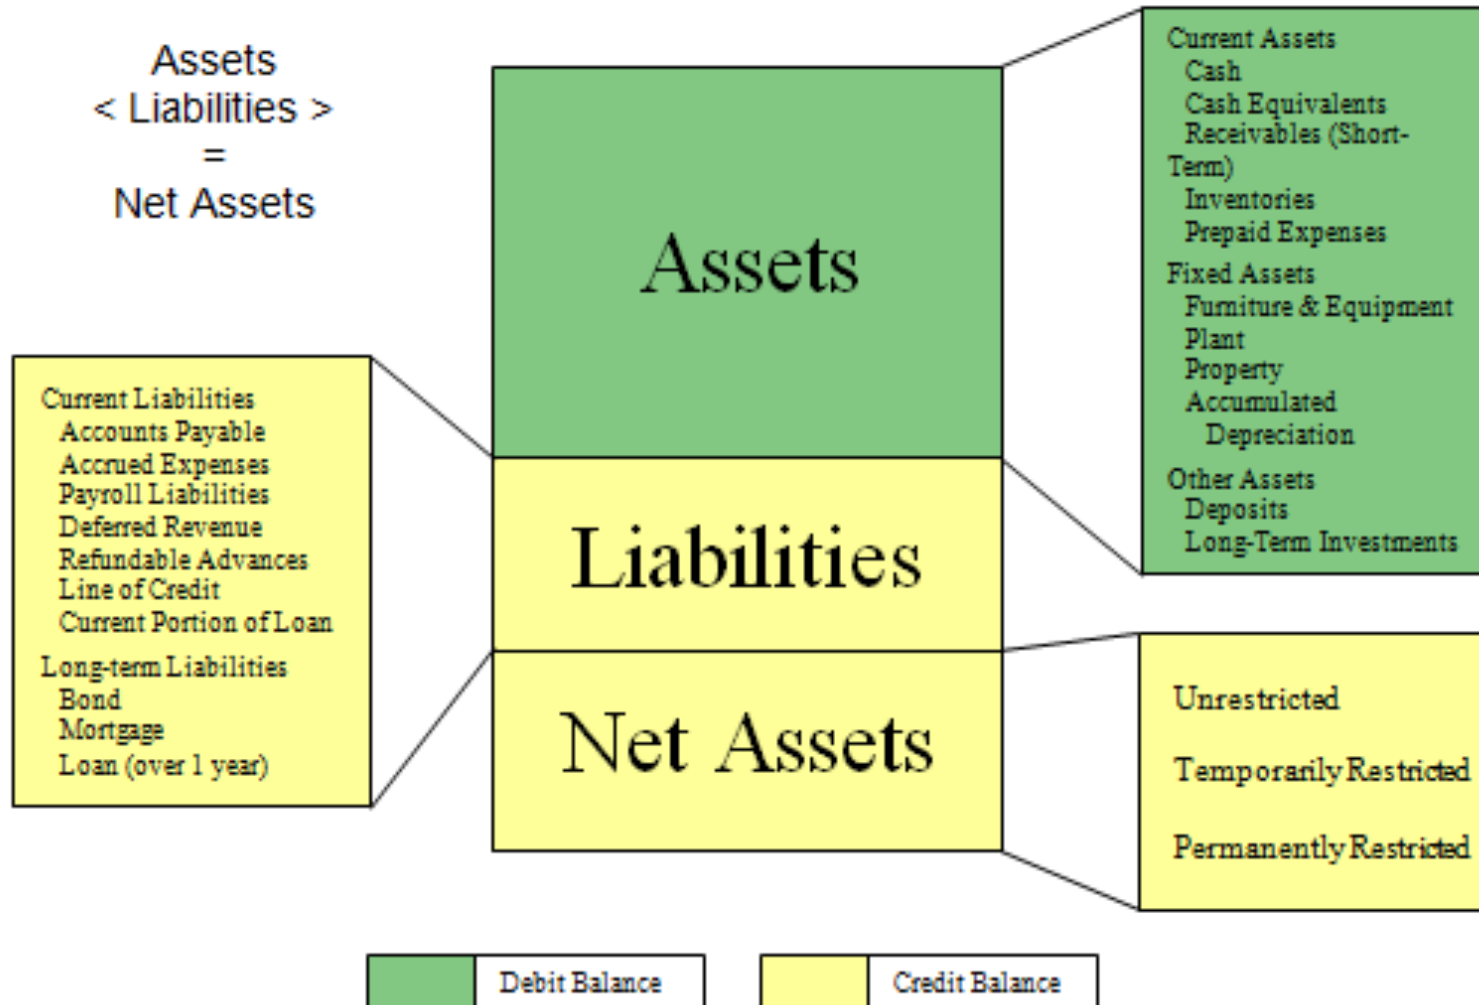 Assets
< Liabilities >
=
Net Assets
Assets
Liabilities
Net Assets
Current Assets
Cash
Cash Equivalents
Receivables (Short-
Term)
Inventories
Prepaid Expenses
Fixed Assets
Furniture & Equipment
Plant
Property
Accumulated
Depreciation
Other Assets
Deposits
Long-Term Investments
Current Liabilities
Accounts Payable
Accrued Expenses
Payroll Liabilities
Deferred Revenue
Refundable Advances
Line of Credit
Current Portion of Loan
Long-term Liabilities
Bond
Mortgage
Loan (over 1 year)
Unrestricted
Temporarily Restricted
Permanently Restricted
Debit Balance
Credit Balance